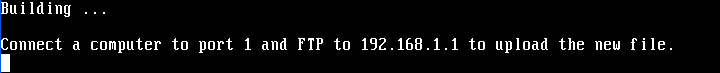 Building ...
Connect a computer to port 1 and FTP to 192.168.1.1 to upload the new file.